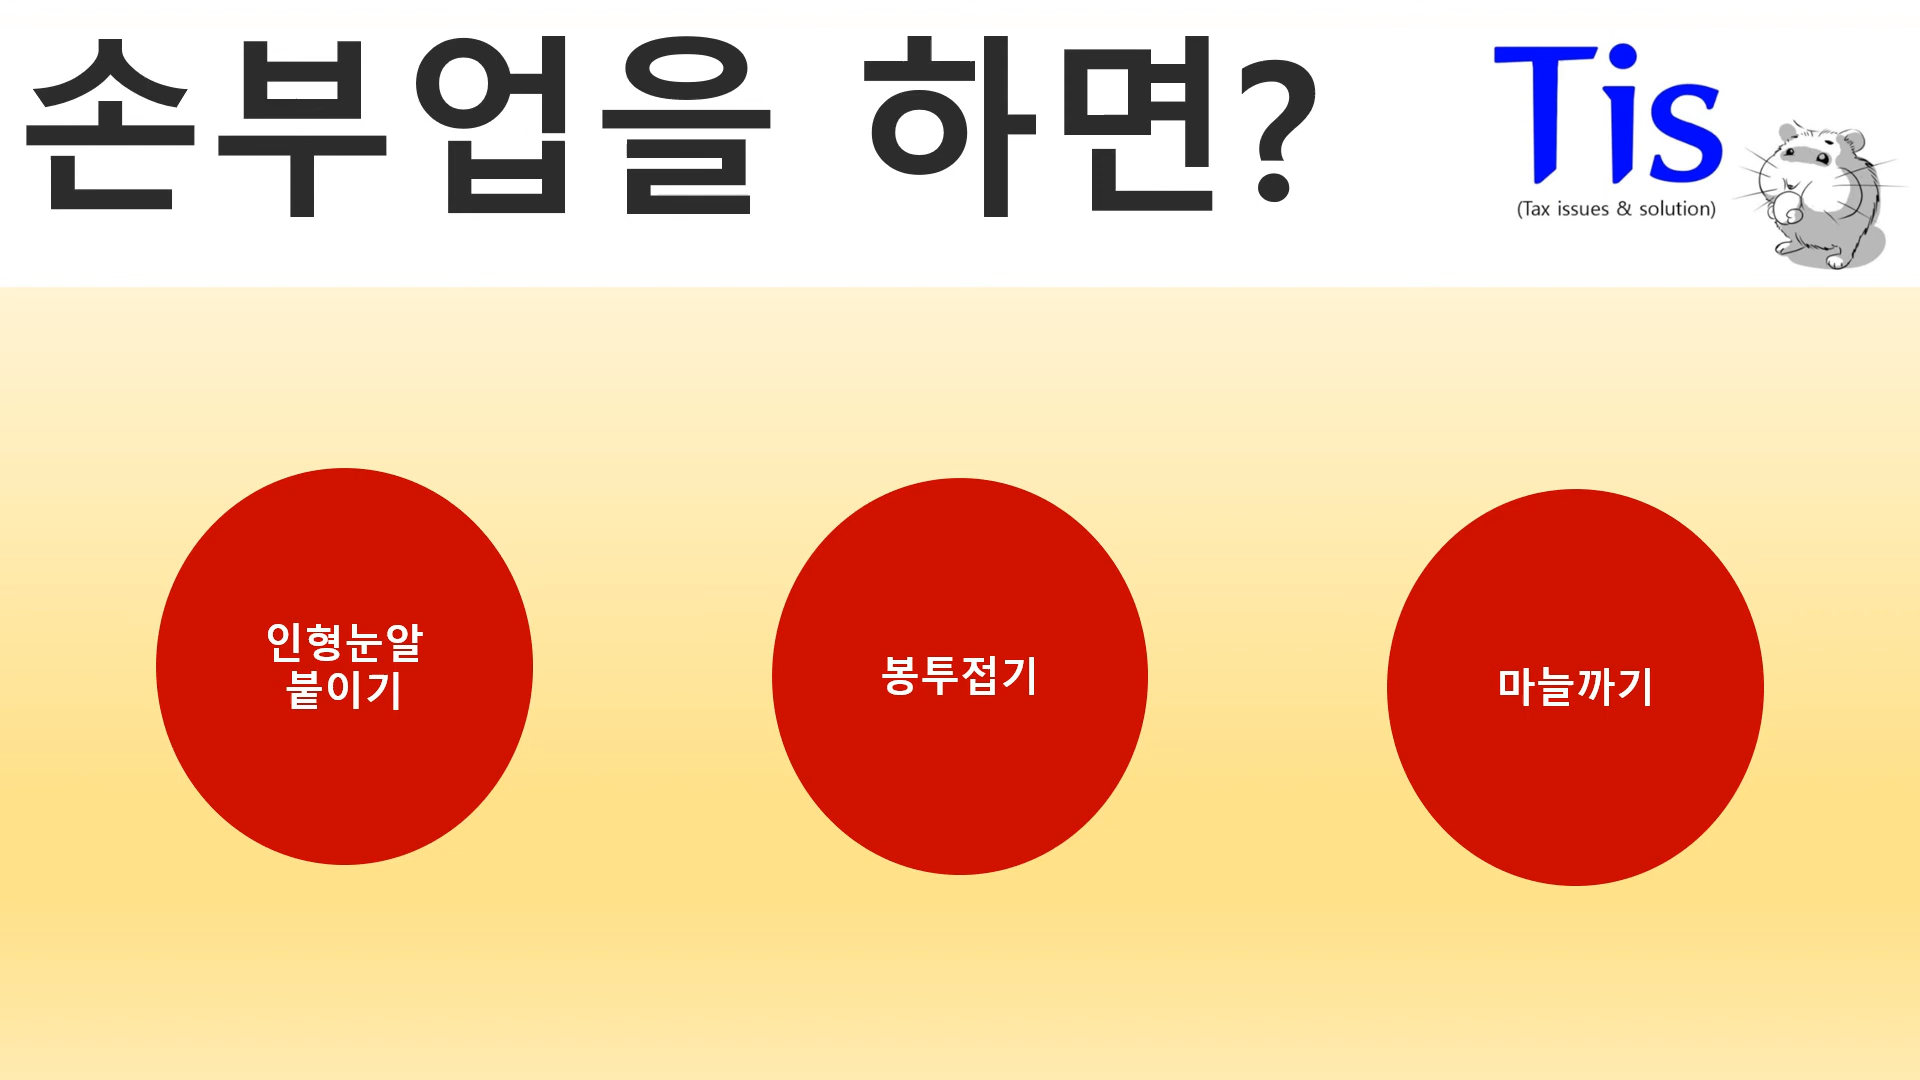 손부업을 하면?
Tis
(Tax issues & solution)
인형눈알
붙이기
봉투접기
마늘까기